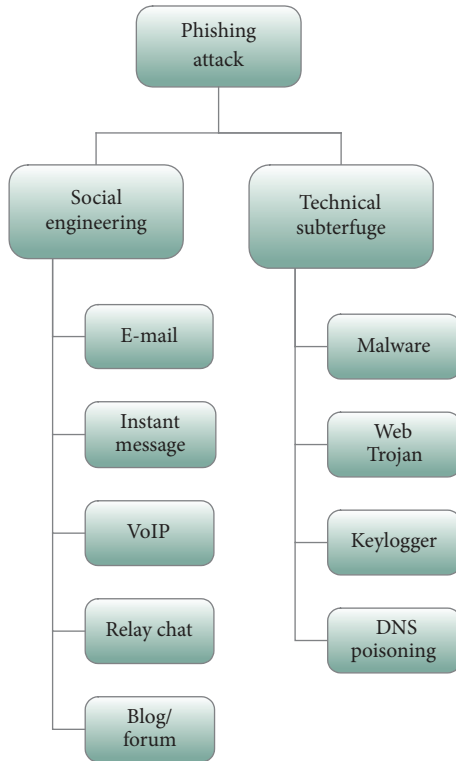 Phishing
attack
Social
engineering
E-mail
Instant
message
VoIP
Relay chat
Blog/
forum
Technical
subterfuge
Malware
Web
Trojan
Keylogger
DNS
poisoning